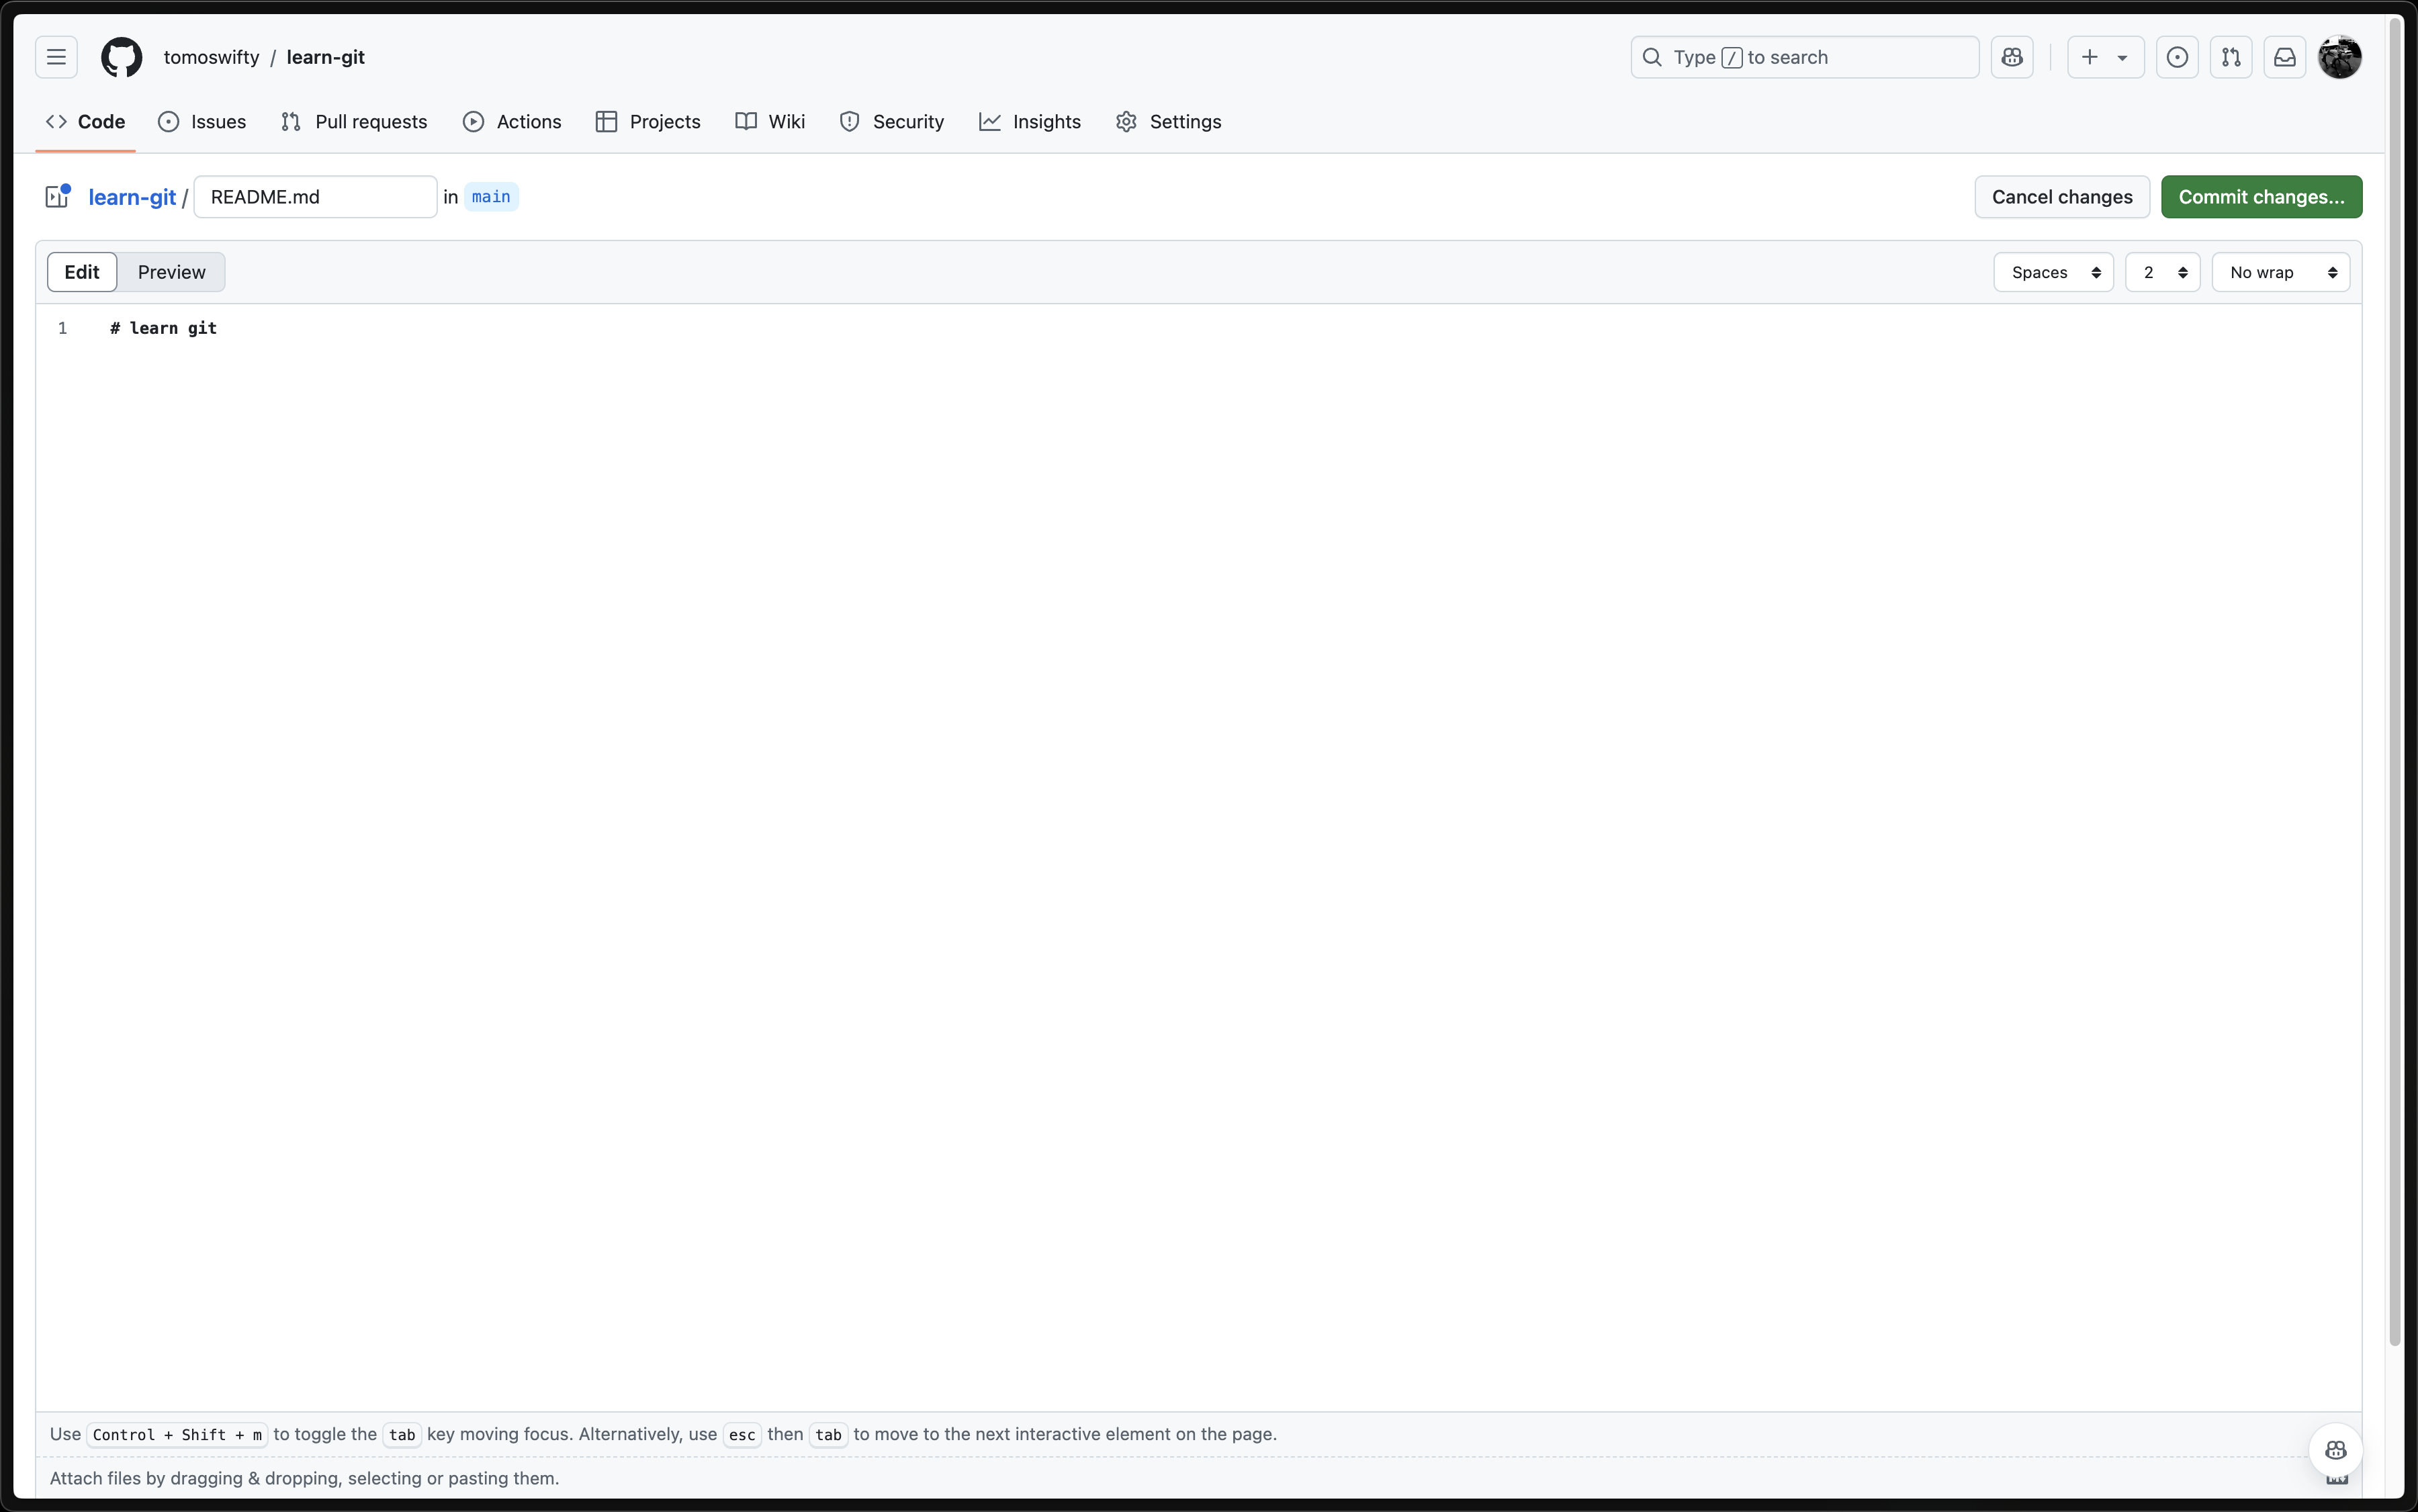 tomoswifty / learn-git
Type / to search
Code Issues Pull requests Actions Projects Wiki Security Insights Settings
learn-git / README.md in main Cancel changes Commit changes...
Edit Preview Spaces 2 No wrap
1 # learn git
Use Control + Shift + m to toggle the tab key moving focus. Alternatively, use esc then tab to move to the next interactive element on the page.
Attach files by dragging & dropping, selecting or pasting them.